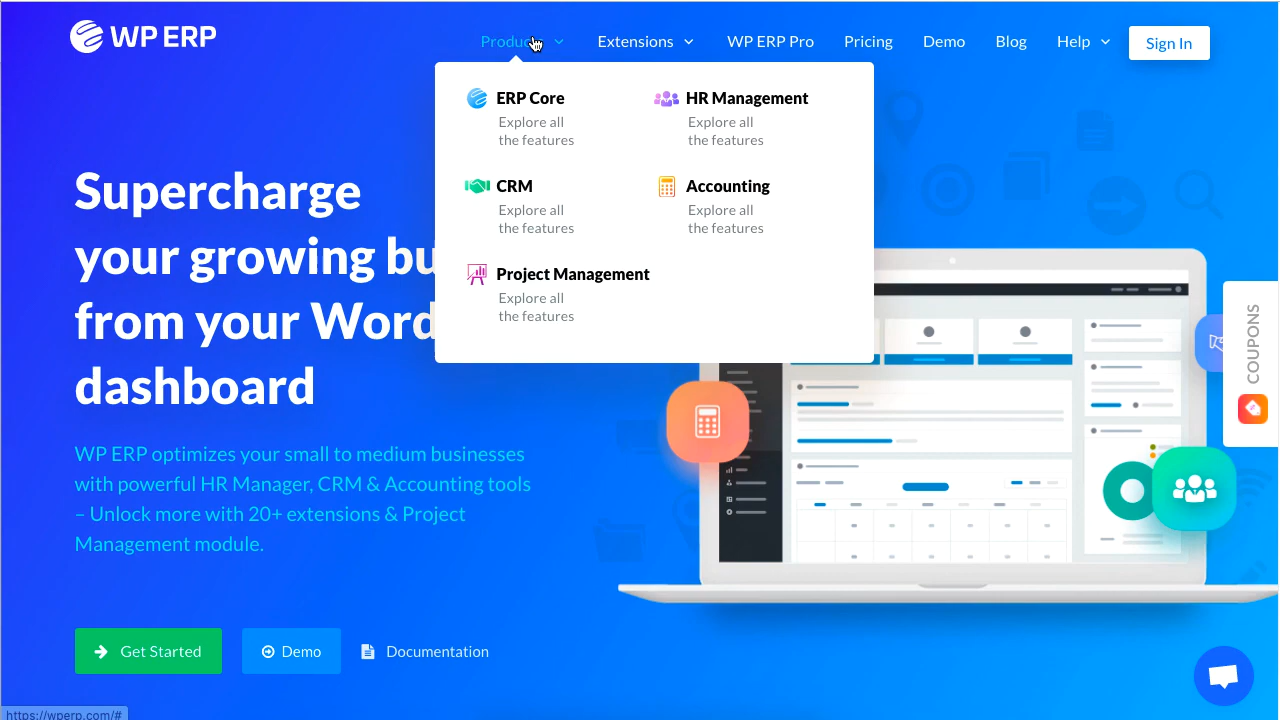 WP ERP
Produc
Extensions
WP ERP Pro
Pricing
Demo
Blog
Help
Sign In
ERP Core
Explore all
the features
HR Management
Explore all
the features
CRM
Explore all
the features
Accounting
Explore all
the features
Project Management
Explore all
the features
Supercharge
your growing bu
from your Word
dashboard
WP ERP optimizes your small to medium businesses
with powerful HR Manager, CRM & Accounting tools
– Unlock more with 20+ extensions & Project
Management module.
COUPONS
Get Started
Demo
Documentation
https://wperp.com/#